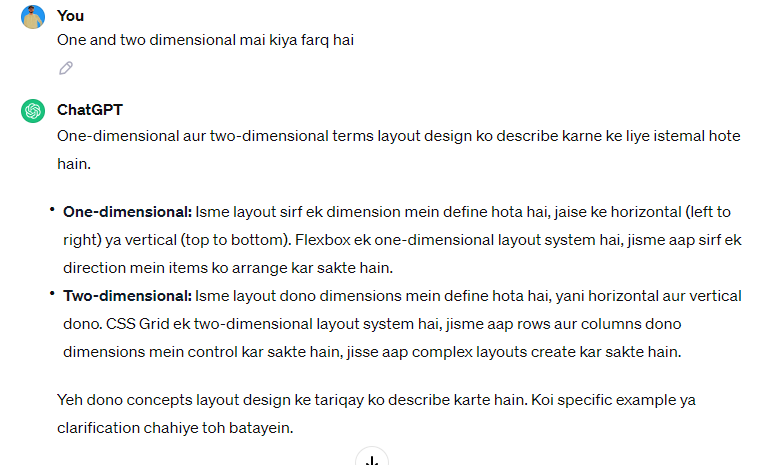 You
One and two dimensional mai kiya farq hai
ChatGPT
One-dimensional aur two-dimensional terms layout design ko describe karne ke liye istemal hote
hain.
• One-dimensional: Isme layout sirf ek dimension mein define hota hai, jaise ke horizontal (left to
right) ya vertical (top to bottom). Flexbox ek one-dimensional layout system hai, jisme aap sirf ek
direction mein items ko arrange kar sakte hain.
• Two-dimensional: Isme layout dono dimensions mein define hota hai, yani horizontal aur vertical
dono. CSS Grid ek two-dimensional layout system hai, jisme aap rows aur columns dono
dimensions mein control kar sakte hain, jisse aap complex layouts create kar sakte hain.
Yeh dono concepts layout design ke tariqay ko describe karte hain. Koi specific example ya
clarification chahiye toh batayein.